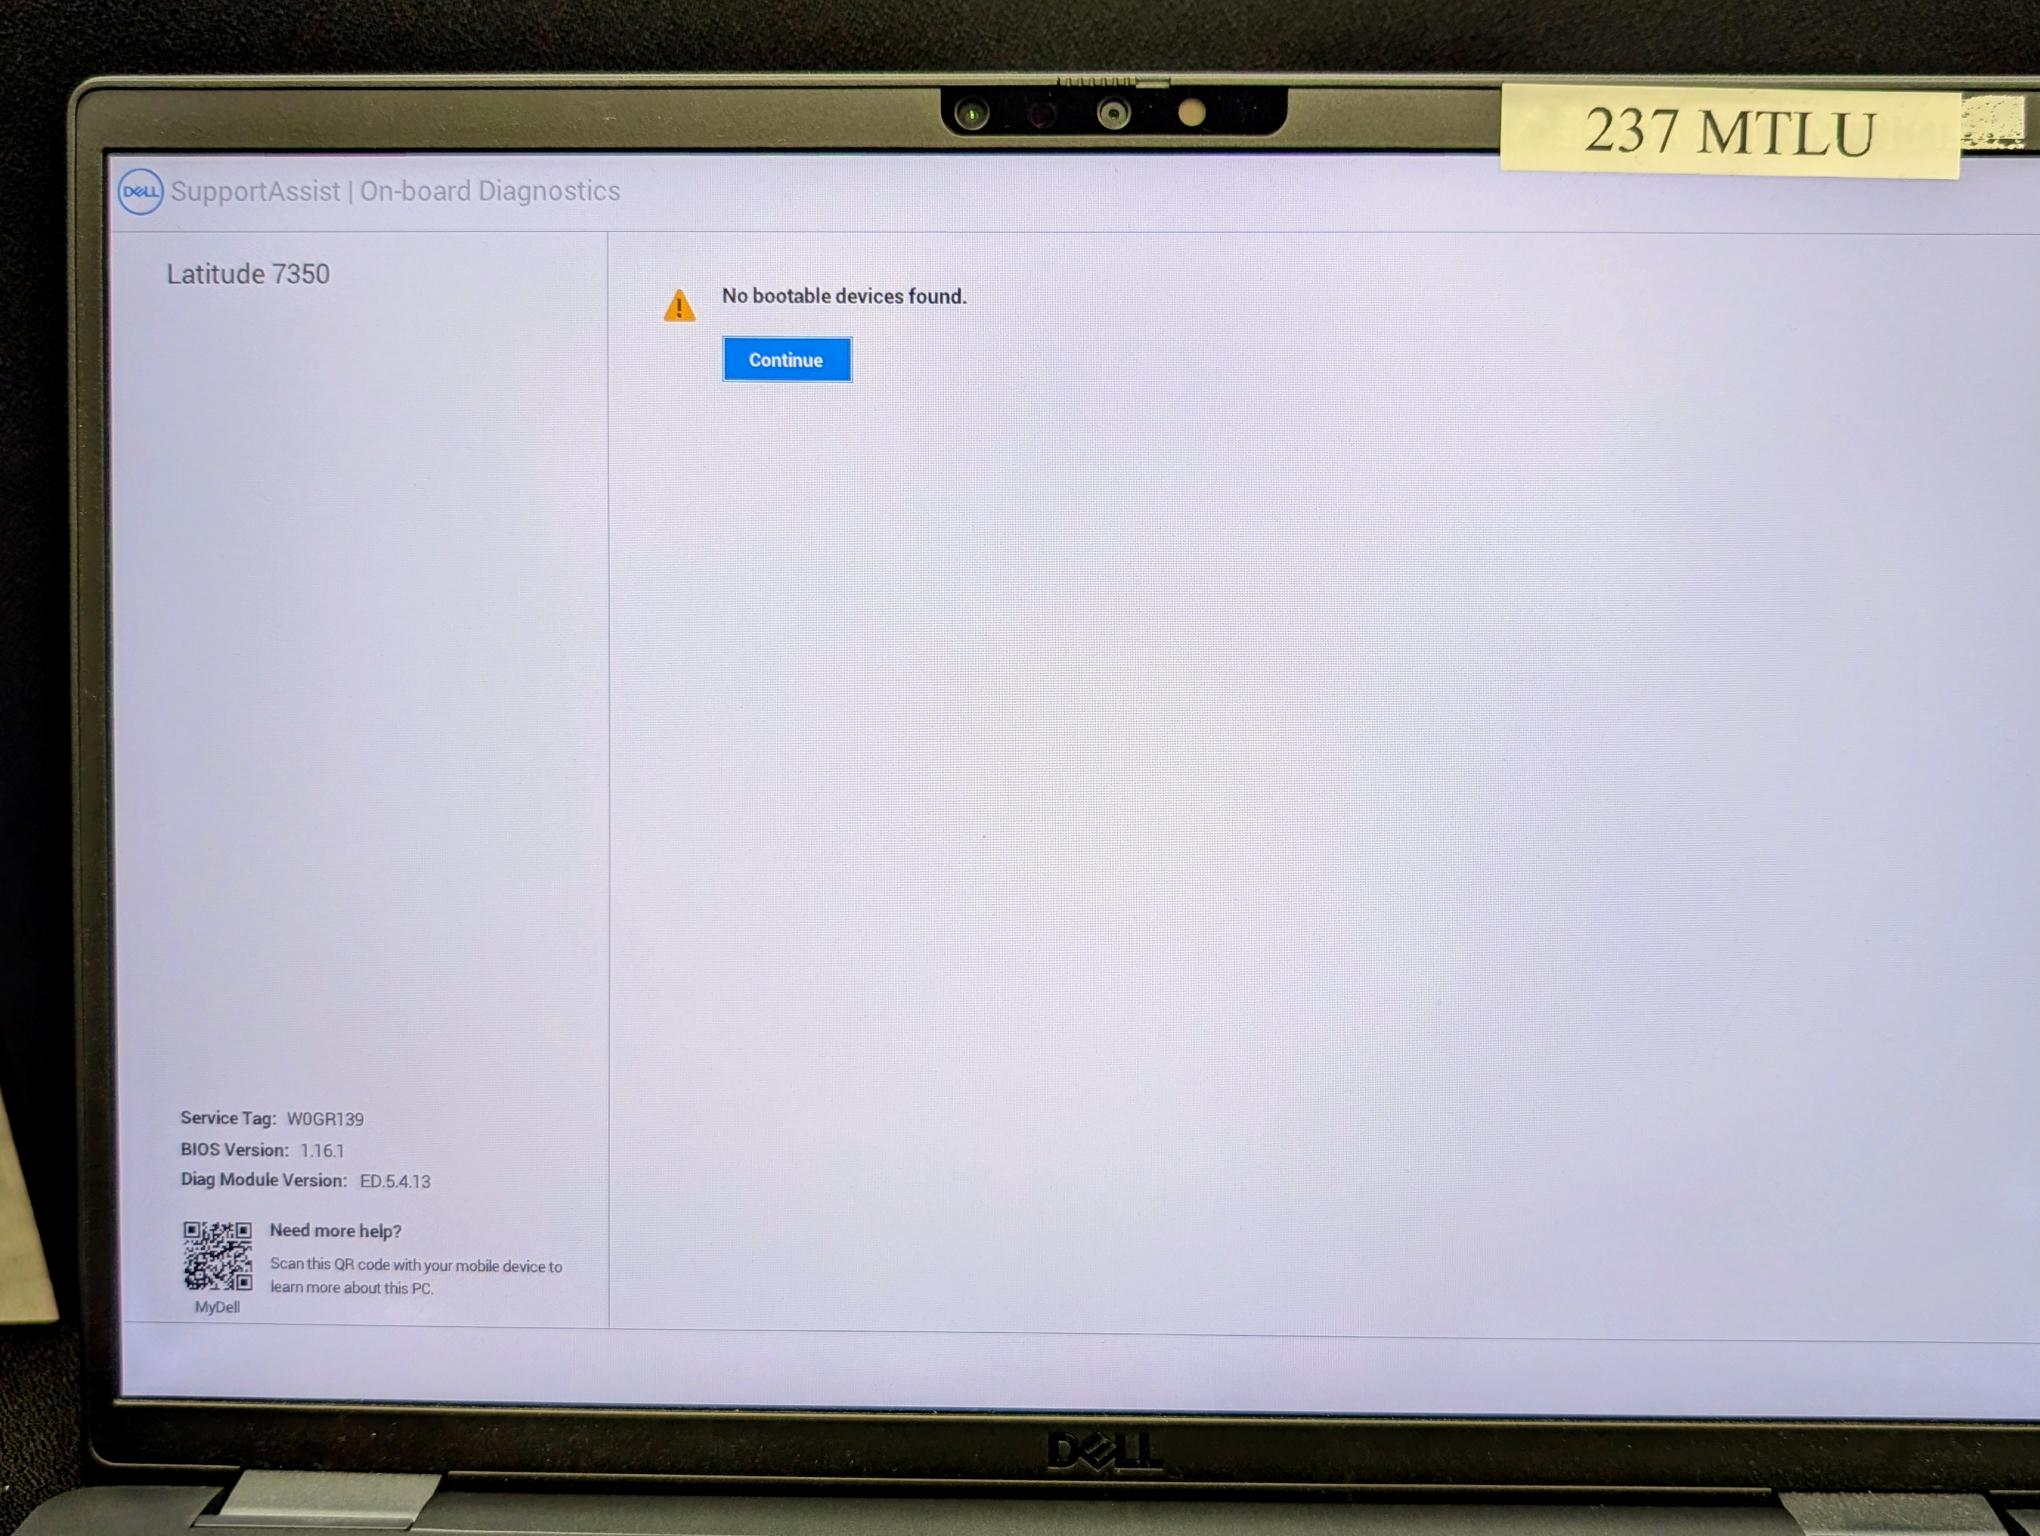 237 MTLU
DELL SupportAssist | On-board Diagnostics
Latitude 7350
No bootable devices found.
Continue
Service Tag: W0GR139
BIOS Version: 1.16.1
Diag Module Version: ED.5.4.13
Need more help?
Scan this QR code with your mobile device to
learn more about this PC.
MyDell
DELL